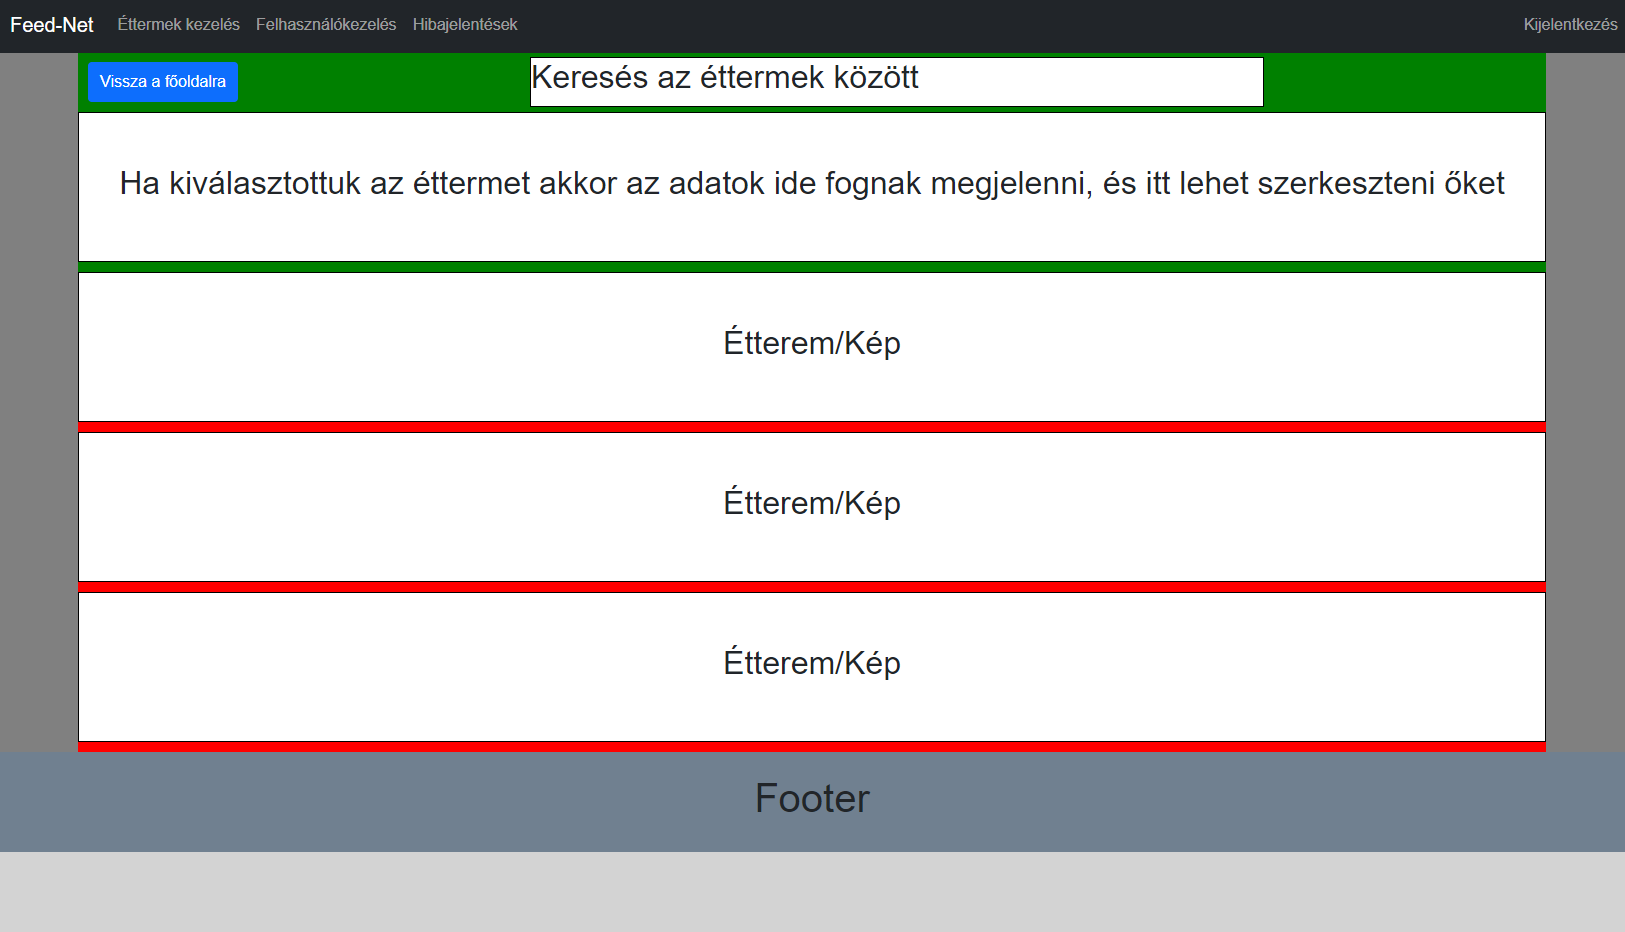 Feed-Net Éttermek kezelés Felhasználókezelés Hibajelentések Kijelentkezés
Vissza a főoldalra Keresés az éttermek között
Ha kiválasztottuk az éttermet akkor az adatok ide fognak megjelenni, és itt lehet szerkeszteni őket
Étterem/Kép
Étterem/Kép
Étterem/Kép
Footer